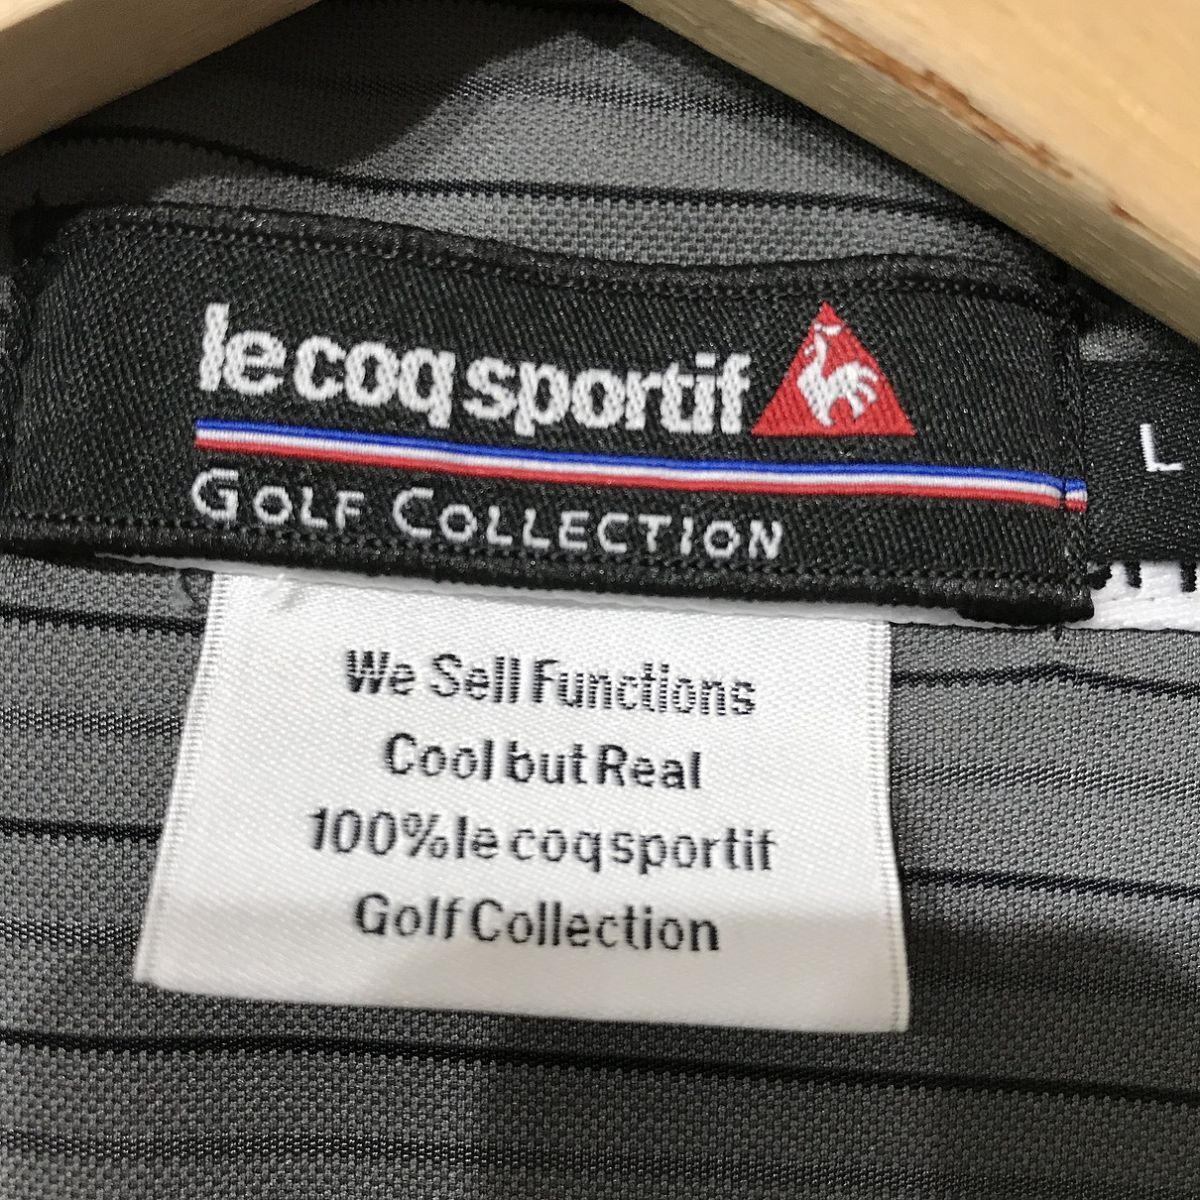 le coq sportif
GOLF COLLECTION
L
We Sell Functions
Cool but Real
100% le coq sportif
Golf Collection